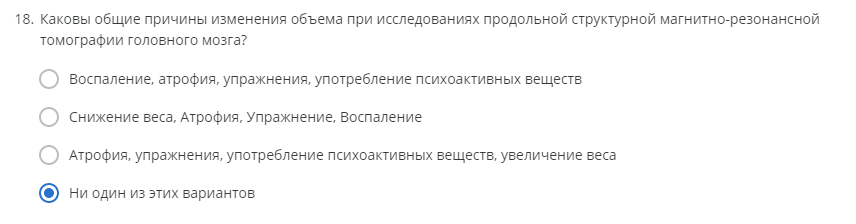 18. Каковы общие причины изменения объема при исследованиях продольной структурной магнитно-резонансной
томографии головного мозга?
Воспаление, атрофия, упражнения, употребление психоактивных веществ
Снижение веса, Атрофия, Упражнение, Воспаление
Атрофия, упражнения, употребление психоактивных веществ, увеличение веса
Ни один из этих вариантов